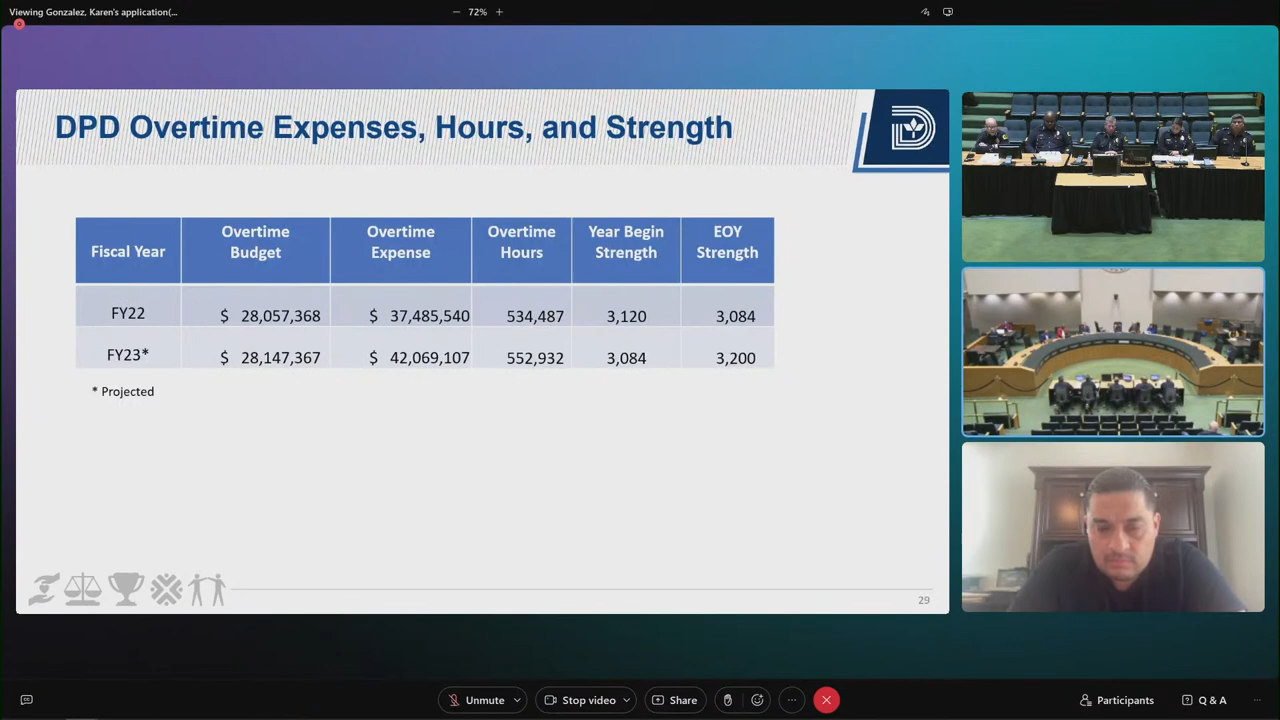 Viewing Gonzalez, Karen's application(...
72%
DPD Overtime Expenses, Hours, and Strength
Fiscal Year
Overtime Budget
Overtime Expense
Overtime Hours
Year Begin Strength
EOY Strength
FY22 $ 28,057,368 $ 37,485,540 534,487 3,120 3,084
FY23* $ 28,147,367 $ 42,069,107 552,932 3,084 3,200
* Projected
29
Unmute
Stop video
Share
Participants
Q & A